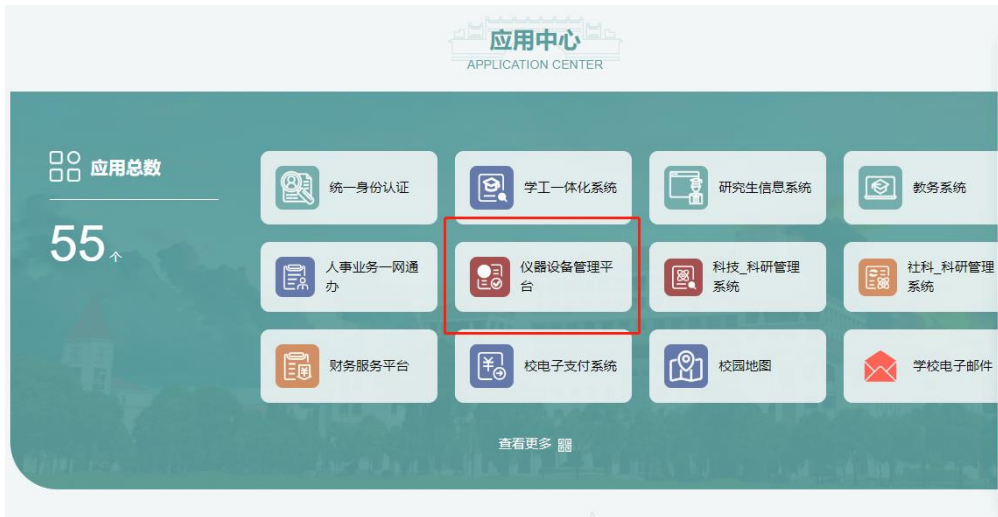 应用中心
APPLICATION CENTER
应用总数
55个
统一身份认证
学工一体化系统
研究生信息系统
教务系统
人事业务一网通
办
仪器设备管理平
台
科技_科研管理
系统
社科_科研管理
系统
财务服务平台
校电子支付系统
校园地图
学校电子邮件
查看更多